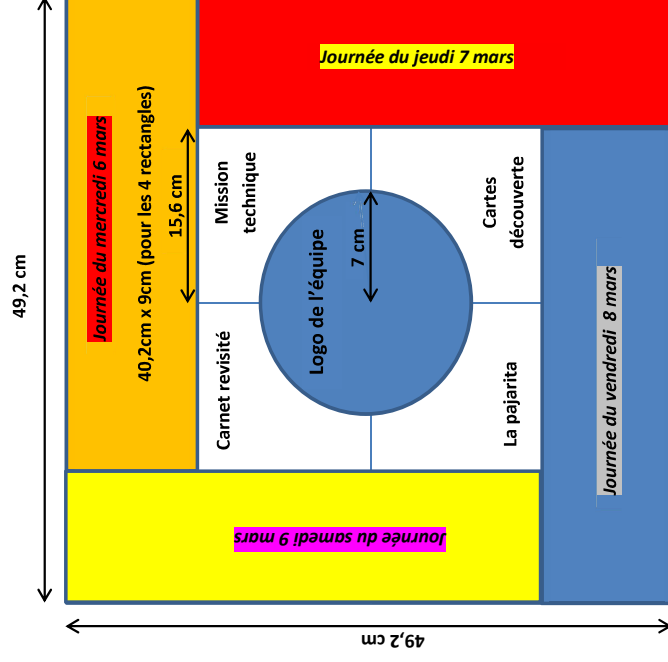 49,2 cm
Journée du mercredi 6 mars
40,2cm x 9cm (pour les 4 rectangles)
15,6 cm
Journée du jeudi 7 mars
Mission
technique
Cartes
découverte
Carnet revisité
Logo de l’équipe
7 cm
La pajarita
Journée du vendredi  8 mars
Journée du samedi 9 mars
49,2 cm